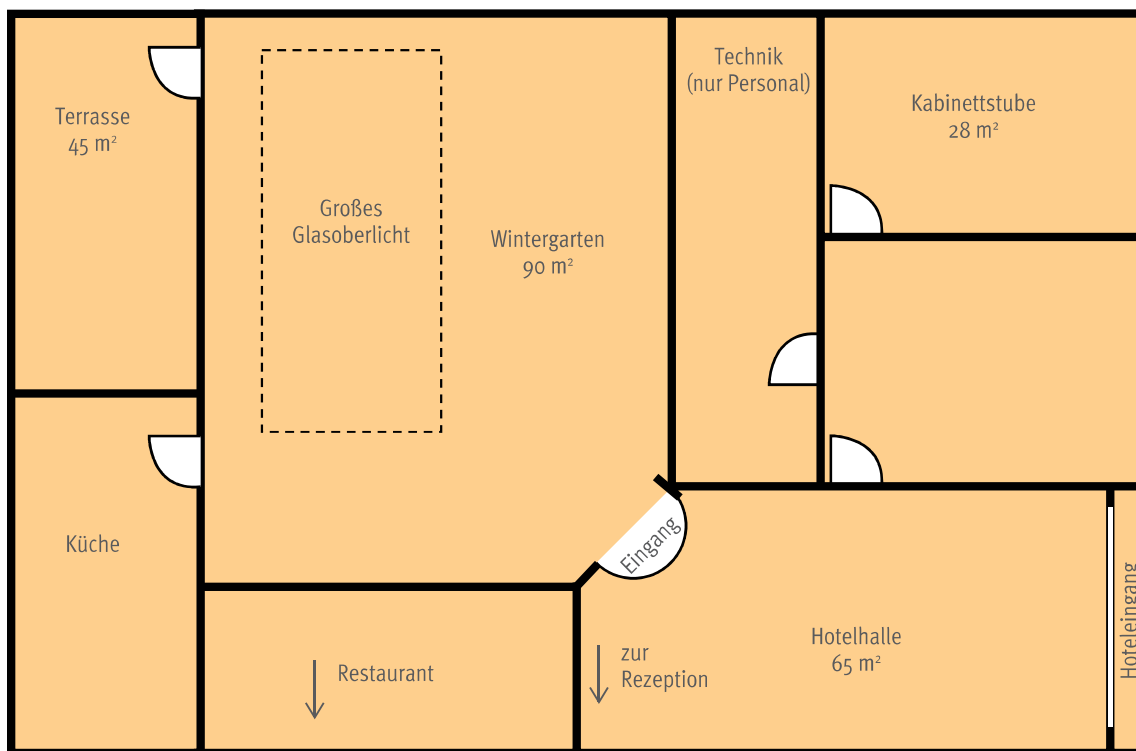 Terrasse
45 m²
Großes
Glasoberlicht
Wintergarten
90 m²
Technik
(nur Personal)
Kabinettstube
28 m²
Küche
Eingang
Restaurant
zur
Rezeption
Hotelhalle
65 m²
Hoteleingang